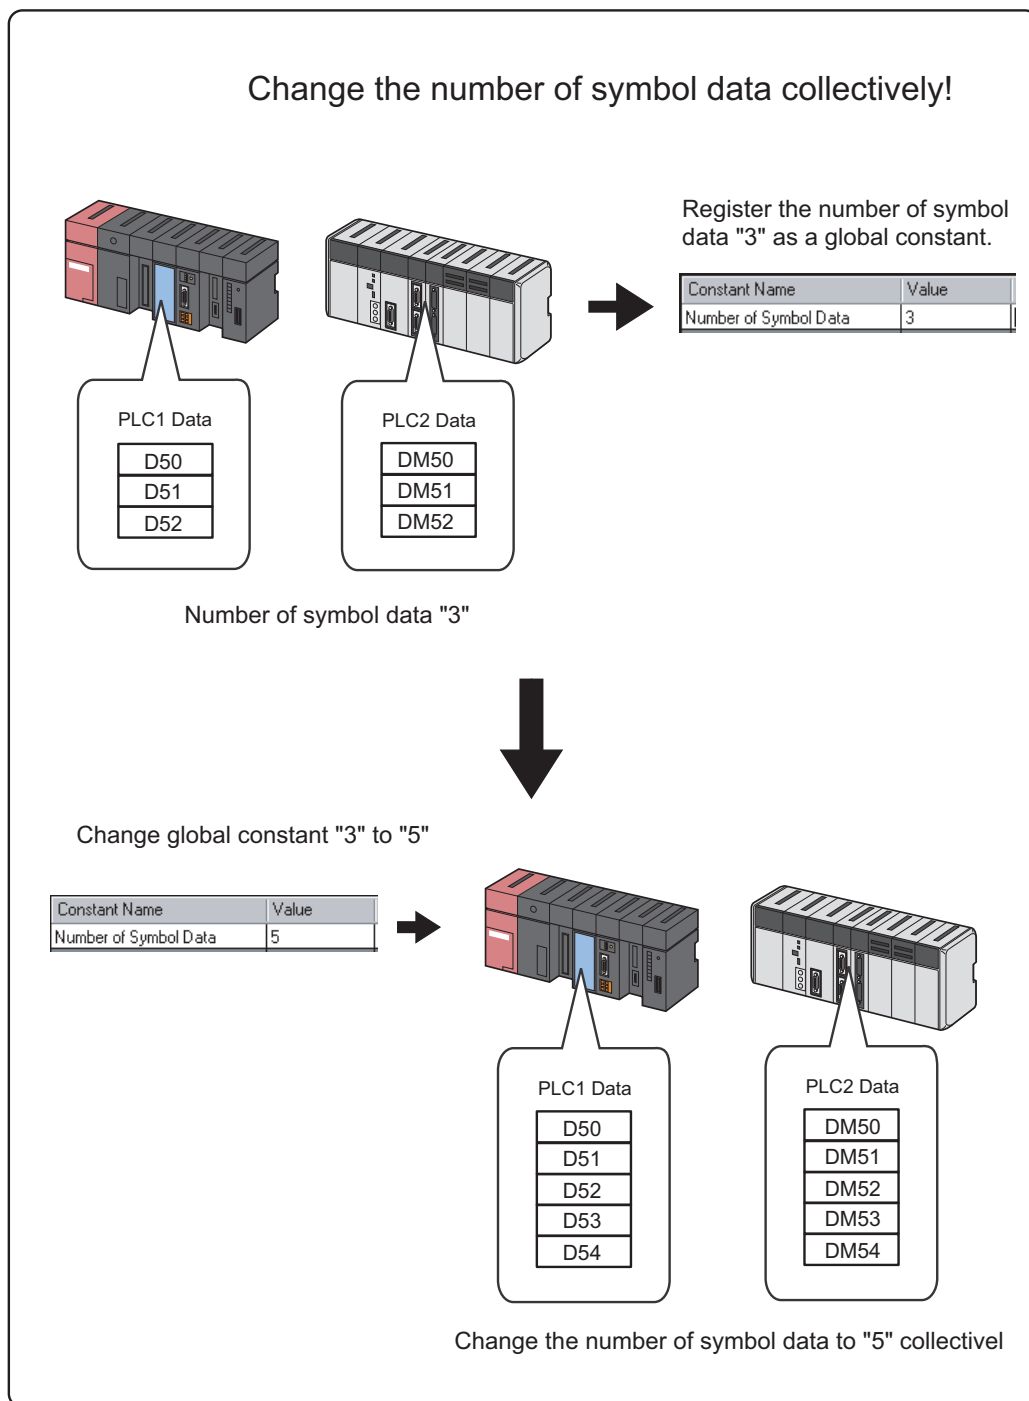 Change the number of symbol data collectively!
Register the number of symbol
data "3" as a global constant.
Constant Name Value
Number of Symbol Data 3
PLC1 Data
D50
D51
D52
PLC2 Data
DM50
DM51
DM52
Number of symbol data "3"
Change global constant "3" to "5"
Constant Name Value
Number of Symbol Data 5
PLC1 Data
D50
D51
D52
D53
D54
PLC2 Data
DM50
DM51
DM52
DM53
DM54
Change the number of symbol data to "5" collectivel